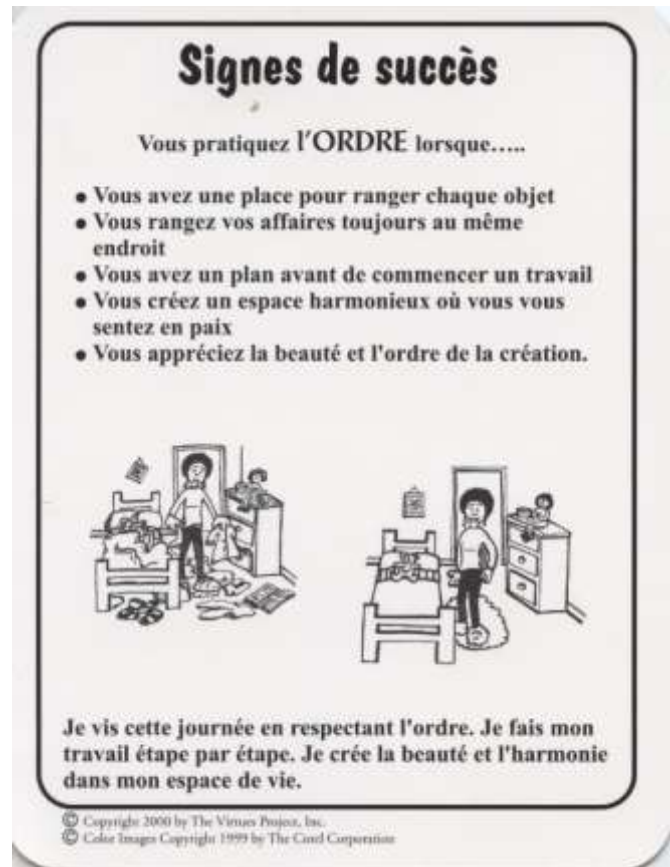 Signes de succès
Vous pratiquez l'ORDRE lorsque.....
● Vous avez une place pour ranger chaque objet
● Vous rangez vos affaires toujours au même
endroit
● Vous avez un plan avant de commencer un travail
● Vous créez un espace harmonieux où vous vous
sentez en paix
● Vous appréciez la beauté et l'ordre de la création.
Je vis cette journée en respectant l'ordre. Je fais mon
travail étape par étape. Je crée la beauté et l'harmonie
dans mon espace de vie.
© Copyright 2000 by The Virtues Project, Inc.
© Color Images Copyright 1999 by The Cord Corporation